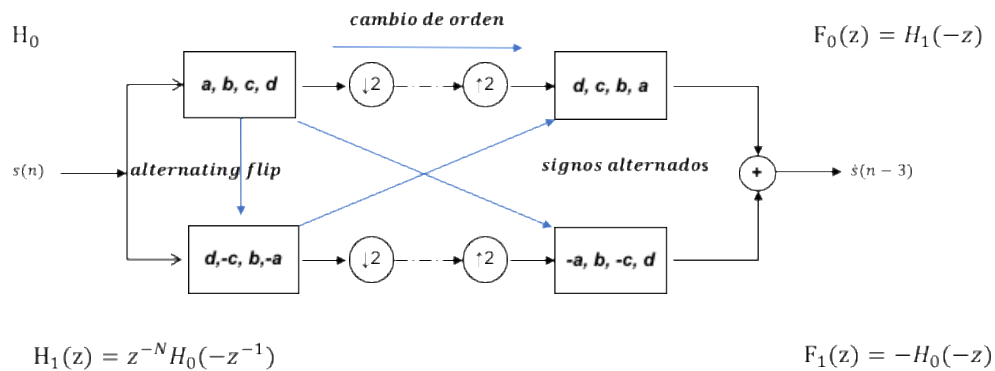 cambio de orden
H₀
F₀(z) = H₁(−z)
a, b, c, d
↓2
↑2
d, c, b, a
s(n)
alternating flip
signos alternados
+
ṡ(n − 3)
d,-c, b,-a
↓2
↑2
-a, b, -c, d
H₁(z) = z⁻ᴺH₀(−z⁻¹)
F₁(z) = −H₀(−z)